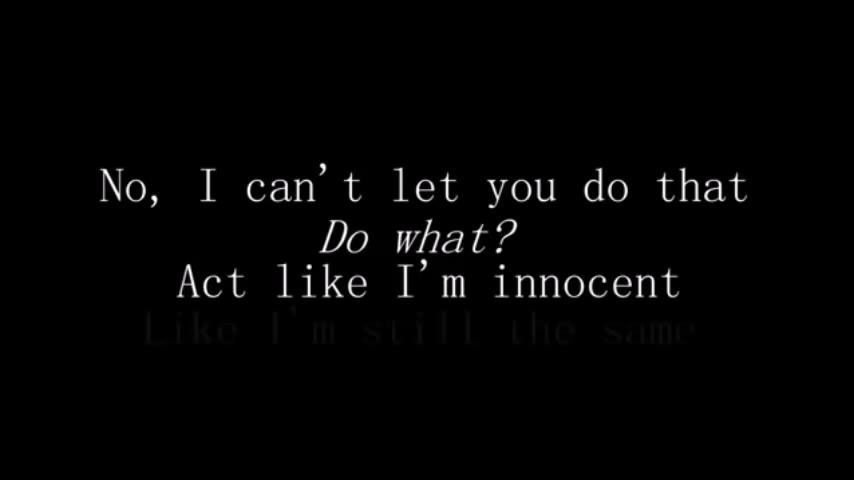 No, I can't let you do that
Do what?
Act like I'm innocent
Like I'm still the same